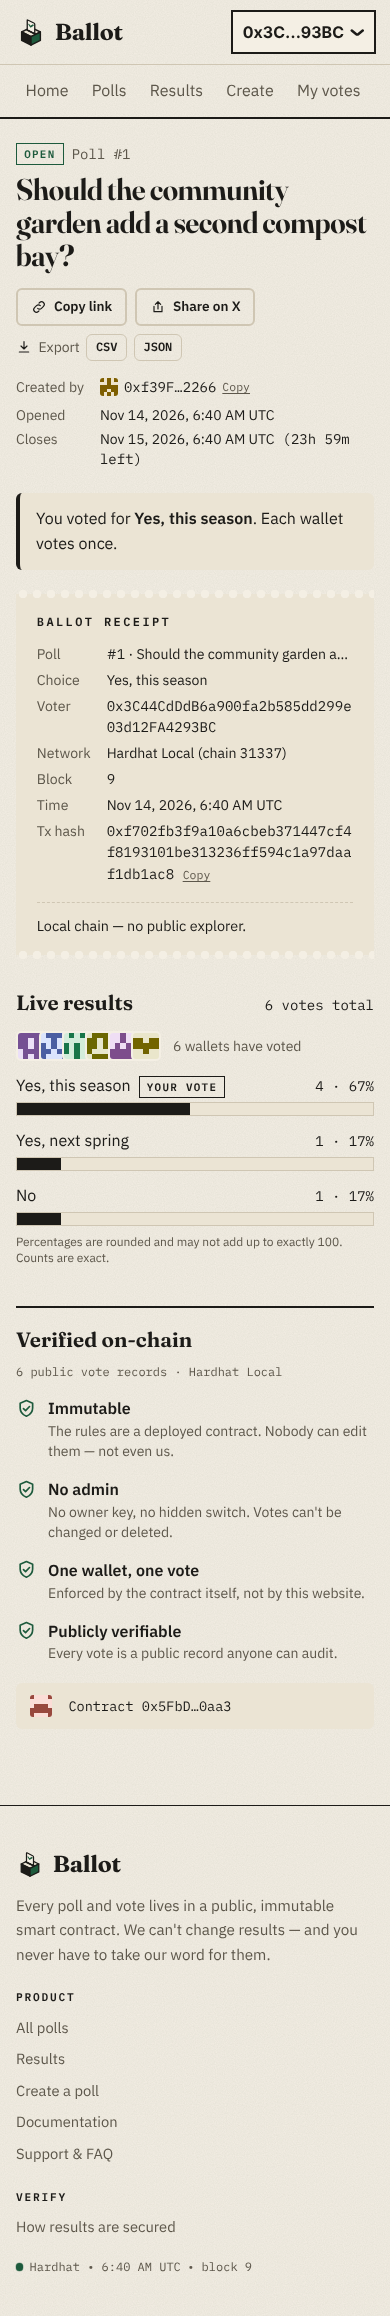 Ballot
0x3C...93BC
Home Polls Results Create My votes
OPEN Poll #1
Should the community
garden add a second compost
bay?
Copy link Share on X
Export CSV JSON
Created by 0xf39F…2266 Copy
Opened Nov 14, 2026, 6:40 AM UTC
Closes Nov 15, 2026, 6:40 AM UTC (23h 59m
left)
You voted for Yes, this season. Each wallet
votes once.
BALLOT RECEIPT
Poll #1 · Should the community garden a...
Choice Yes, this season
Voter 0x3C44CdDdB6a900fa2b585dd299e
03d12FA4293BC
Network Hardhat Local (chain 31337)
Block 9
Time Nov 14, 2026, 6:40 AM UTC
Tx hash 0xf702fb3f9a10a6cbeb371447cf4
f8193101be313236ff594c1a97daa
f1db1ac8 Copy
Local chain — no public explorer.
Live results 6 votes total
6 wallets have voted
Yes, this season YOUR VOTE 4 · 67%
Yes, next spring 1 · 17%
No 1 · 17%
Percentages are rounded and may not add up to exactly 100.
Counts are exact.
Verified on-chain
6 public vote records · Hardhat Local
Immutable
The rules are a deployed contract. Nobody can edit
them — not even us.
No admin
No owner key, no hidden switch. Votes can't be
changed or deleted.
One wallet, one vote
Enforced by the contract itself, not by this website.
Publicly verifiable
Every vote is a public record anyone can audit.
Contract 0x5FbD…0aa3
Ballot
Every poll and vote lives in a public, immutable
smart contract. We can't change results — and you
never have to take our word for them.
PRODUCT
All polls
Results
Create a poll
Documentation
Support & FAQ
VERIFY
How results are secured
Hardhat • 6:40 AM UTC • block 9